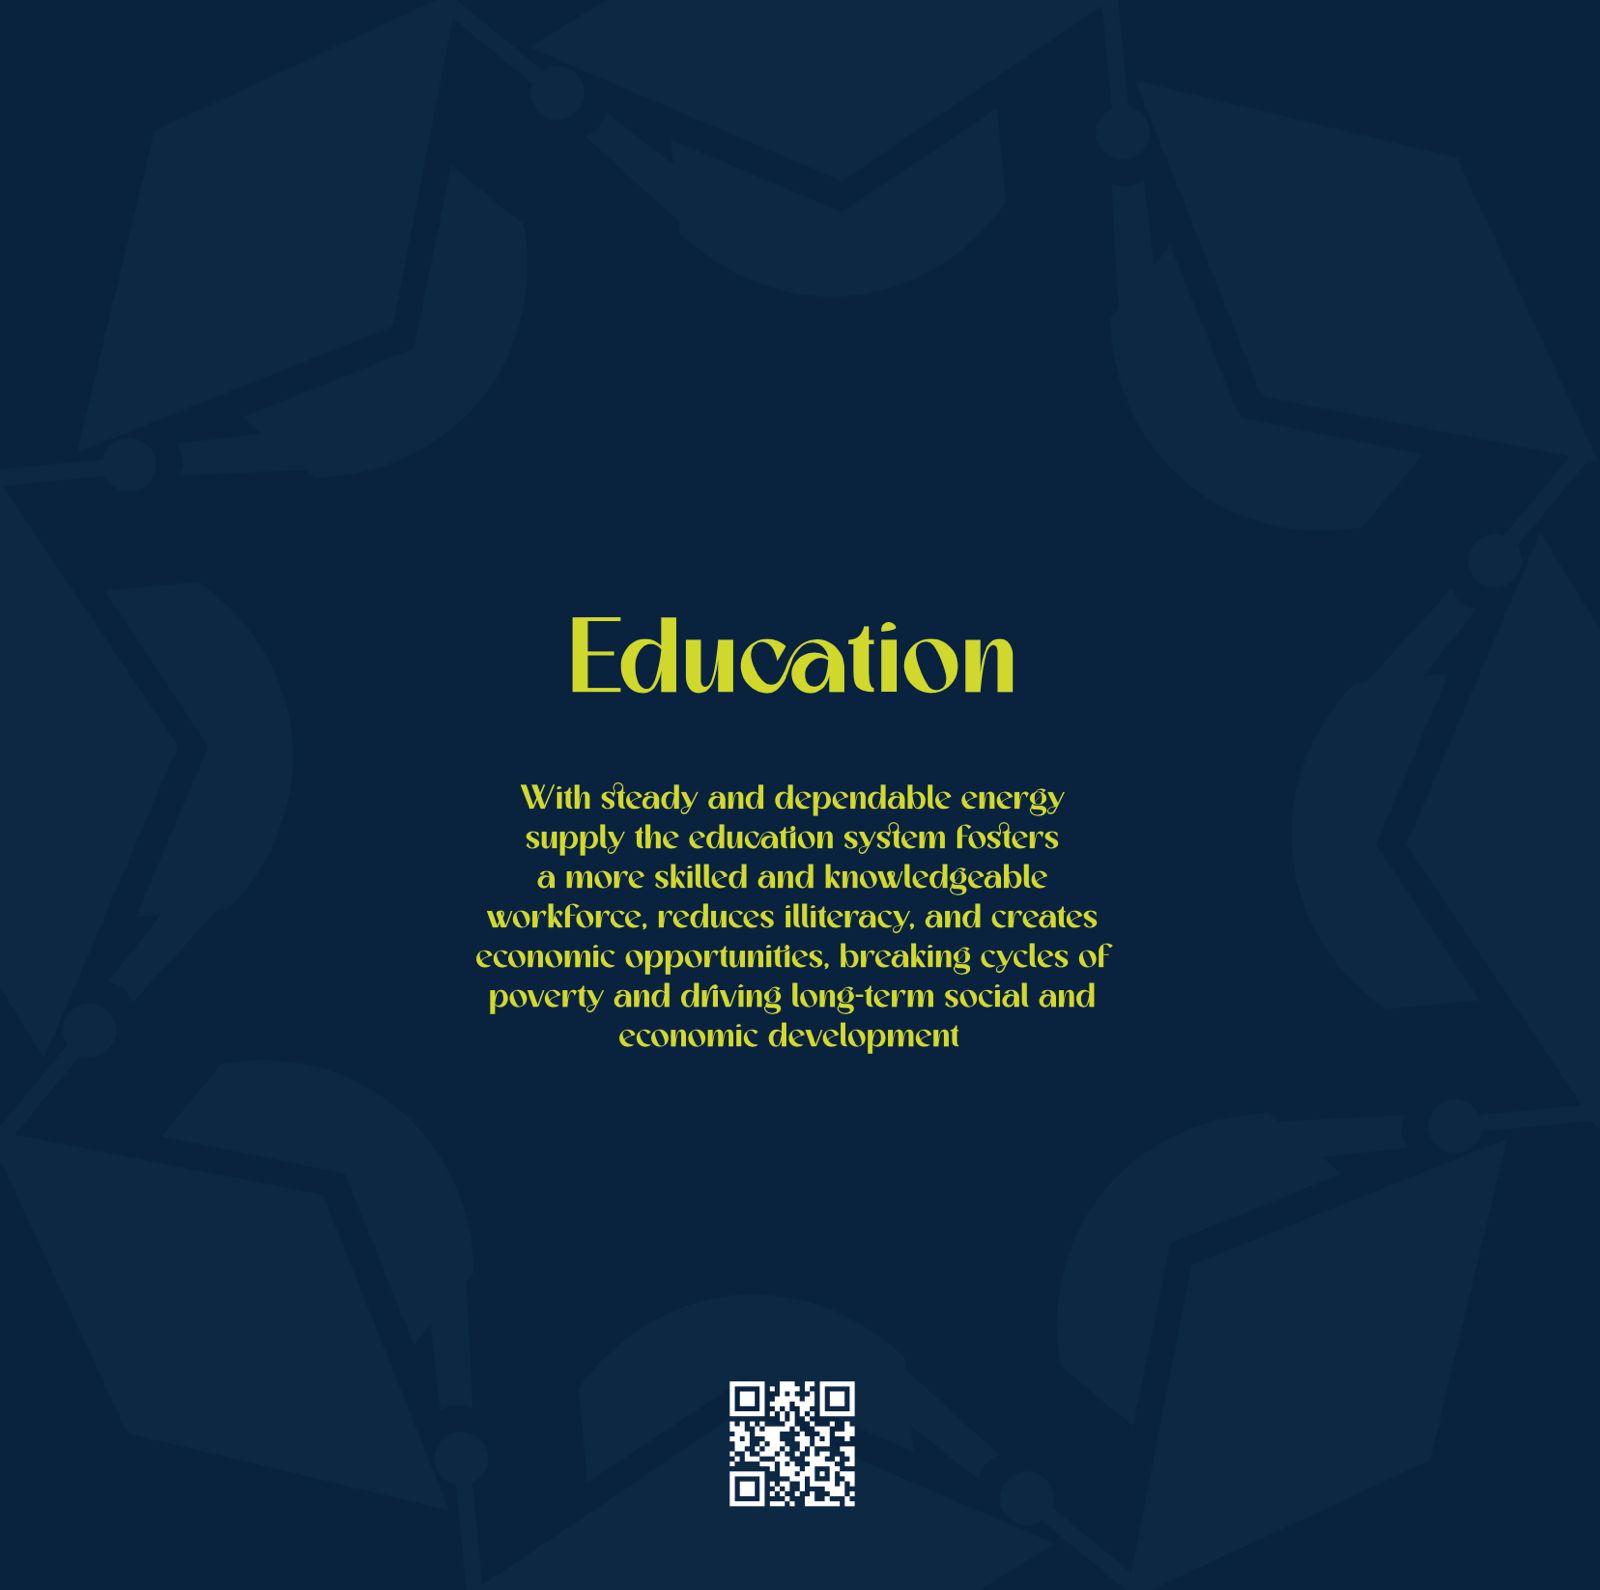 Education
With steady and dependable energy
supply the education system fosters
a more skilled and knowledgeable
workforce, reduces illiteracy, and creates
economic opportunities, breaking cycles of
poverty and driving long-term social and
economic development